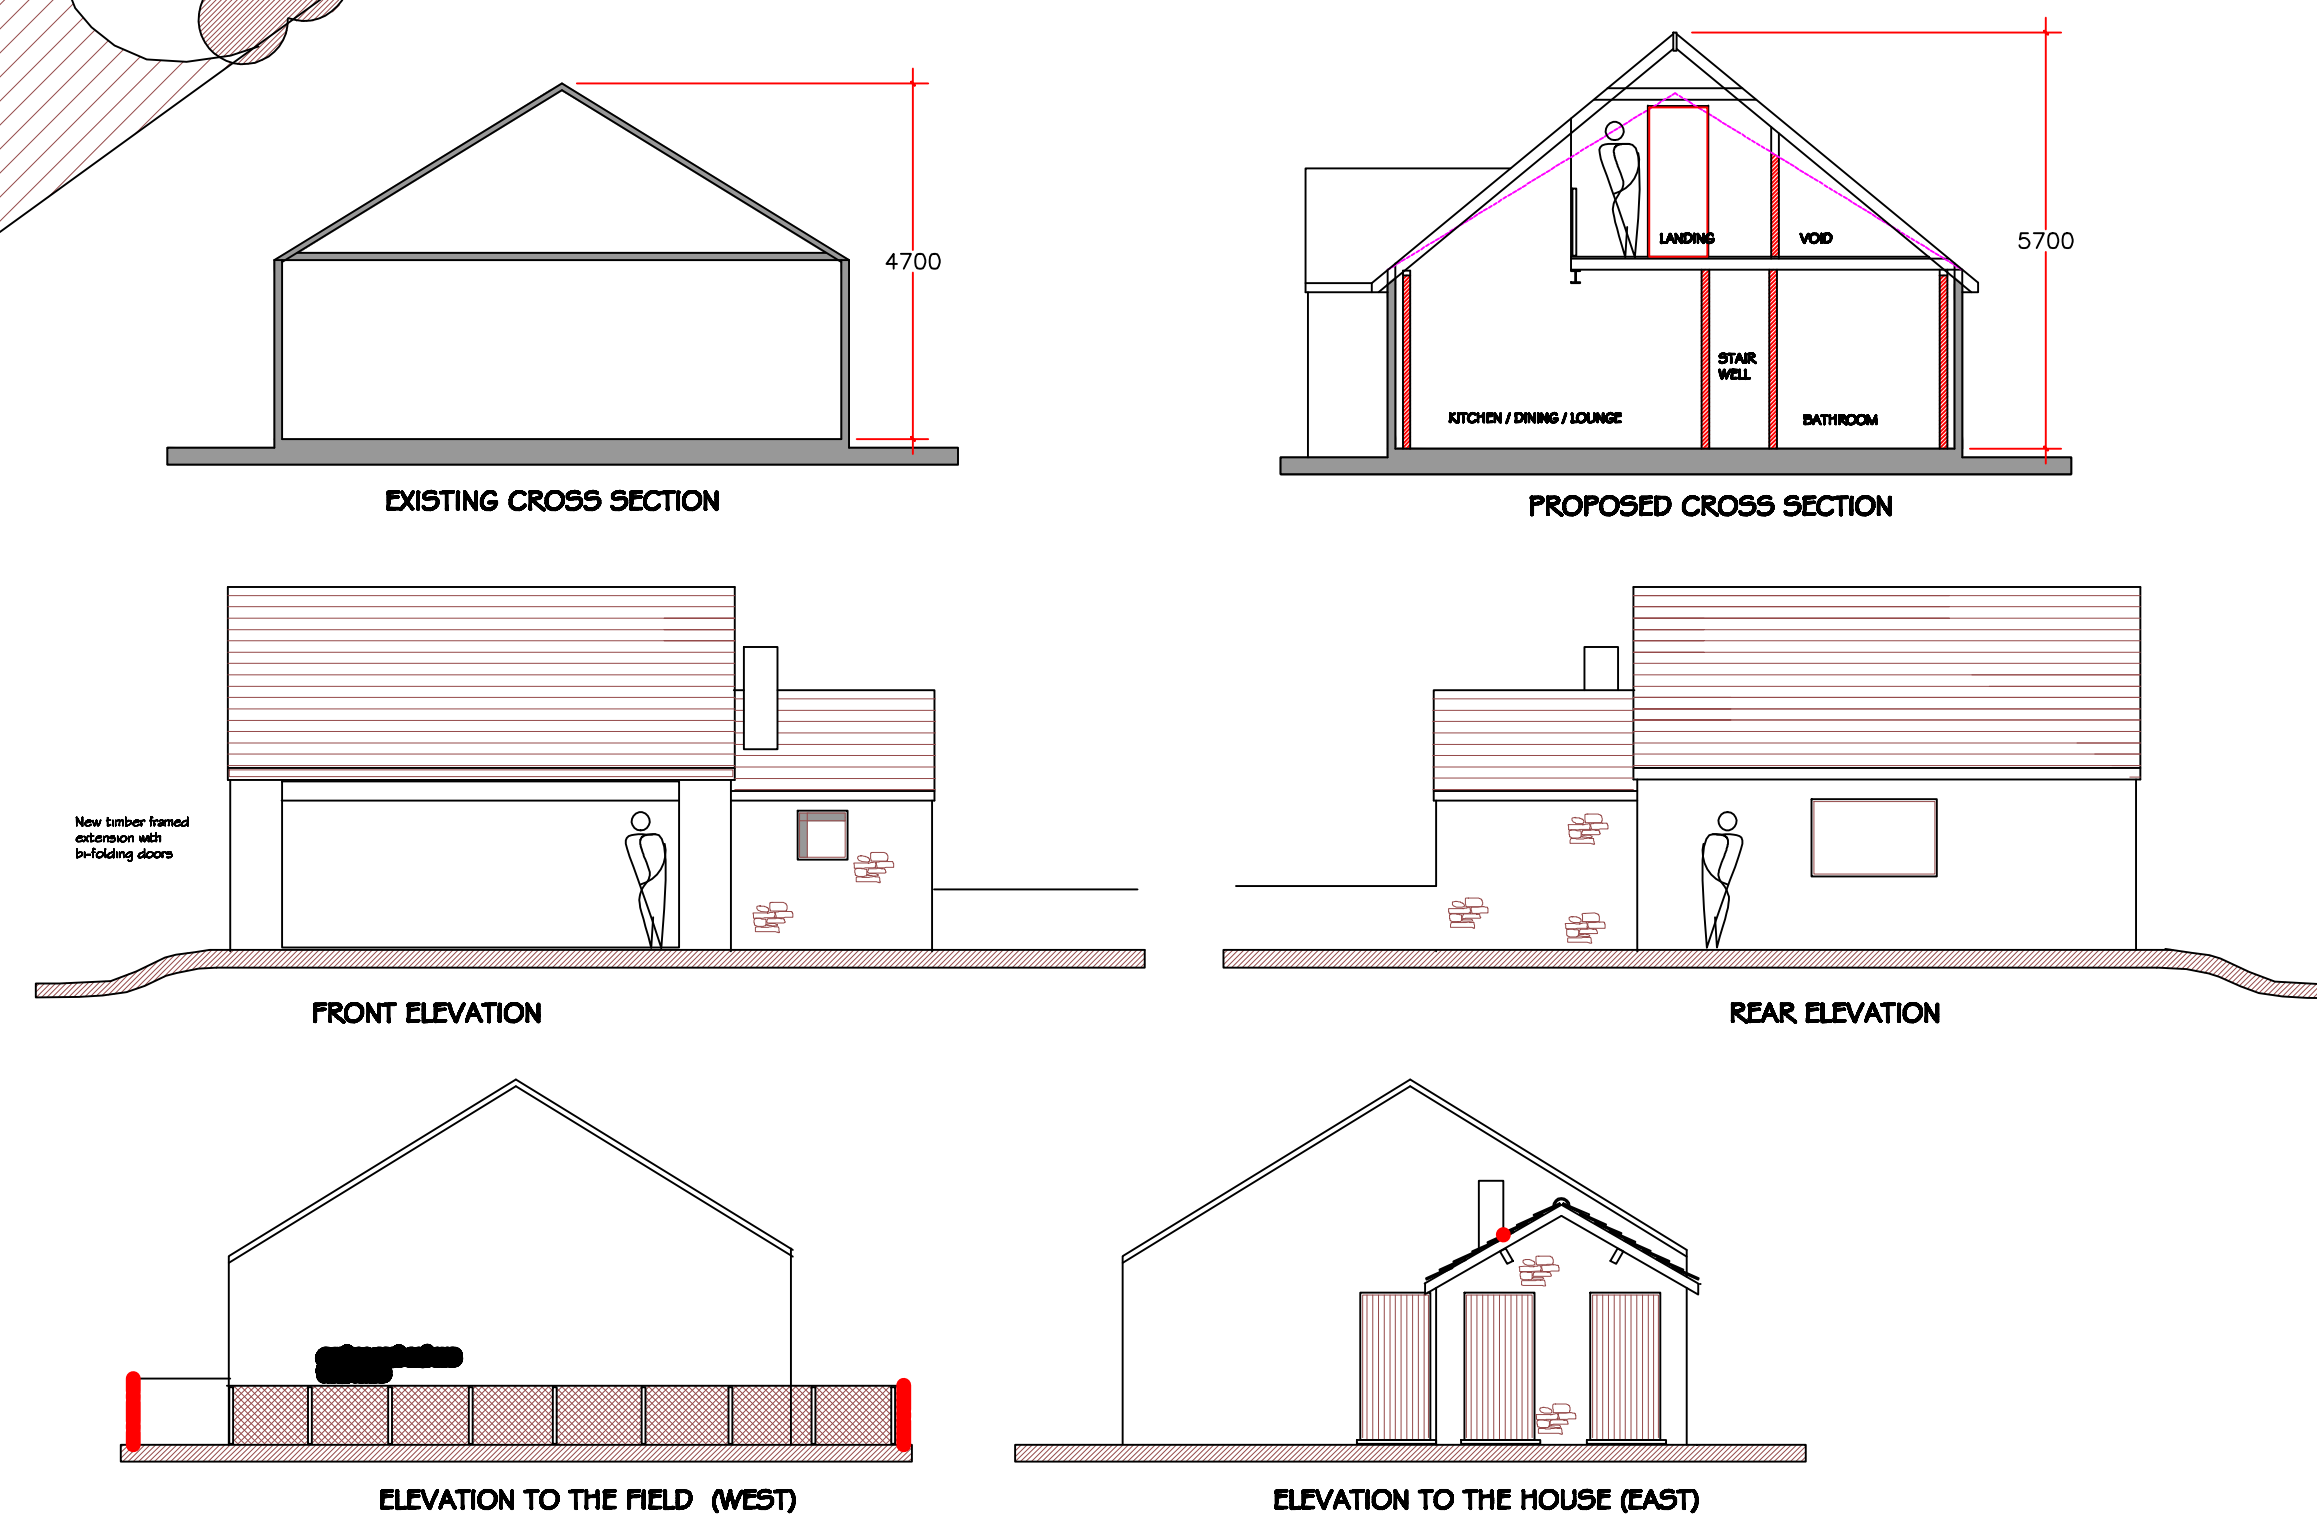 4700
5700
LANDING
VOID
STAIR
WELL
KITCHEN / DINING / LOUNGE
BATHROOM
EXISTING CROSS SECTION
PROPOSED CROSS SECTION
New timber framed
extension with
bi-folding doors
FRONT ELEVATION
REAR ELEVATION
ELEVATION TO THE FIELD (WEST)
ELEVATION TO THE HOUSE (EAST)